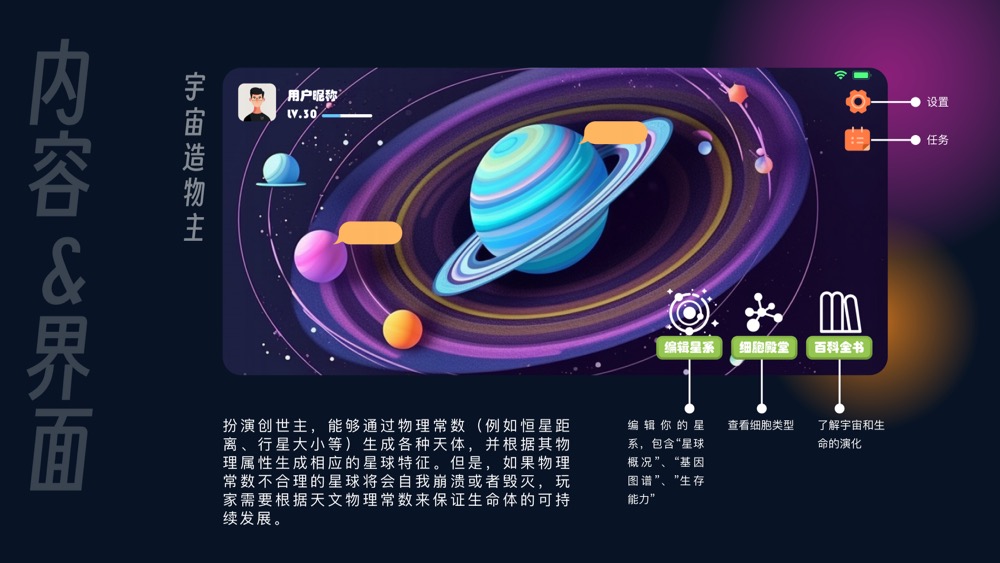 内容&界面
宇宙造物主
用户昵称
LV.30
设置
任务
编辑星系
细胞殿堂
百科全书
扮演创世主，能够通过物理常数（例如恒星距
离、行星大小等）生成各种天体，并根据其物
理属性生成相应的星球特征。但是，如果物理
常数不合理的星球将会自我崩溃或者毁灭，玩
家需要根据天文物理常数来保证生命体的可持
续发展。
编辑你的星
系，包含“星球
概况”、“基因
图谱”、”生存
能力”
查看细胞类型
了解宇宙和生
命的演化